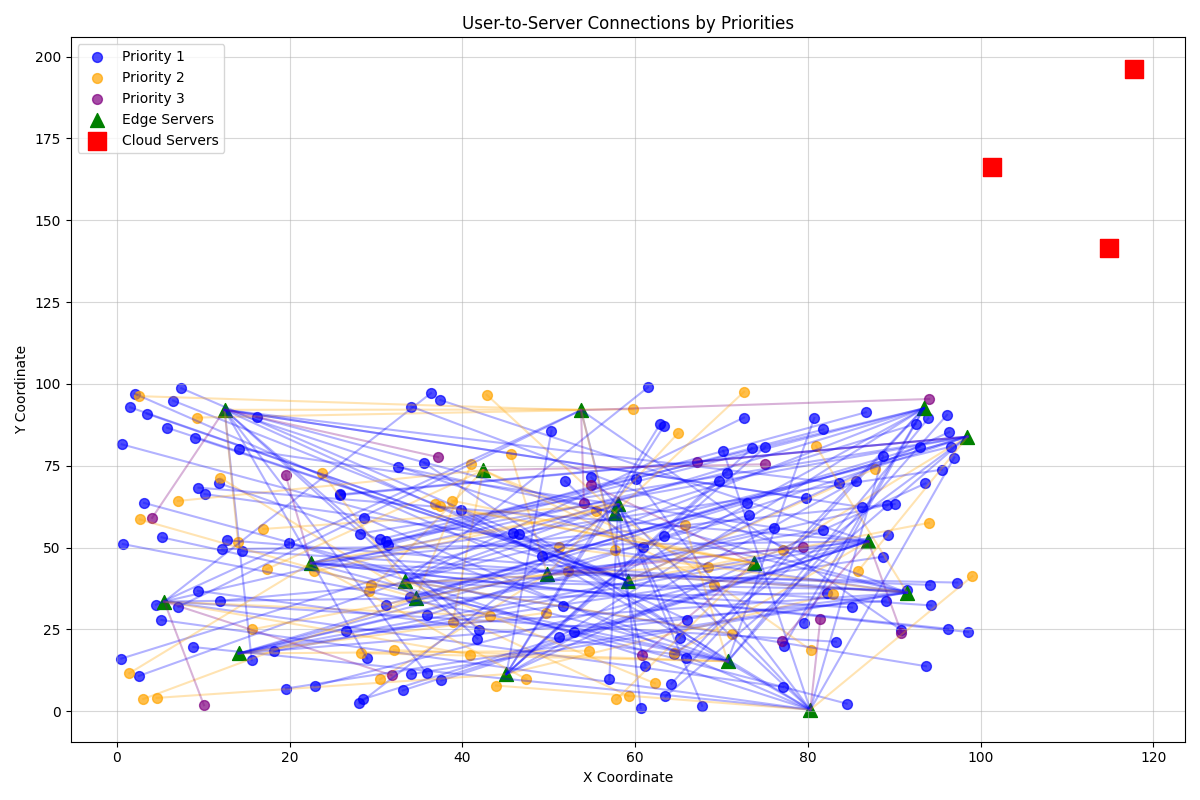 User-to-Server Connections by Priorities
Priority 1
Priority 2
Priority 3
Edge Servers
Cloud Servers
Y Coordinate
200
175
150
125
100
75
50
25
0
0 20 40 60 80 100 120
X Coordinate